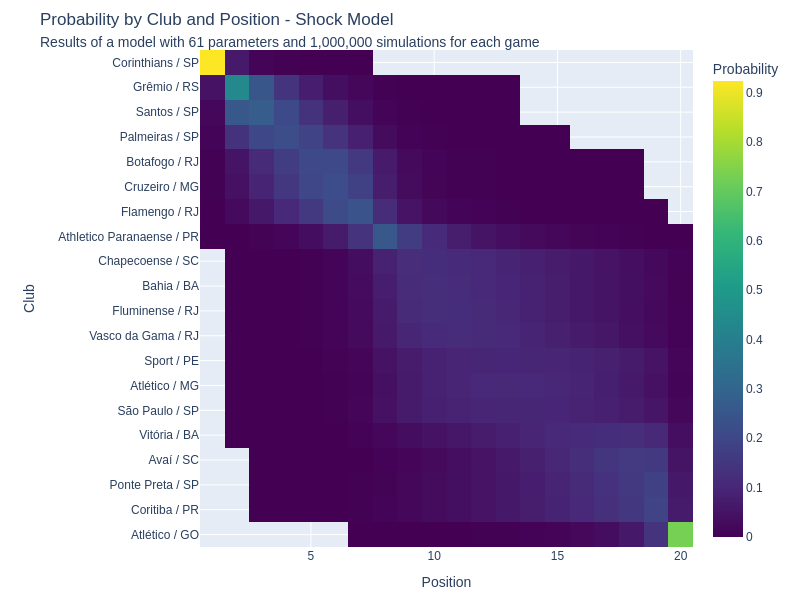 Probability by Club and Position - Shock Model
Results of a model with 61 parameters and 1,000,000 simulations for each game
Probability
Corinthians / SP
Grêmio / RS
Santos / SP
Palmeiras / SP
Botafogo / RJ
Cruzeiro / MG
Flamengo / RJ
Athletico Paranaense / PR
Chapecoense / SC
Bahia / BA
Fluminense / RJ
Vasco da Gama / RJ
Sport / PE
Atlético / MG
São Paulo / SP
Vitória / BA
Avaí / SC
Ponte Preta / SP
Coritiba / PR
Atlético / GO
Club
5
10
15
20
Position
0.9
0.8
0.7
0.6
0.5
0.4
0.3
0.2
0.1
0